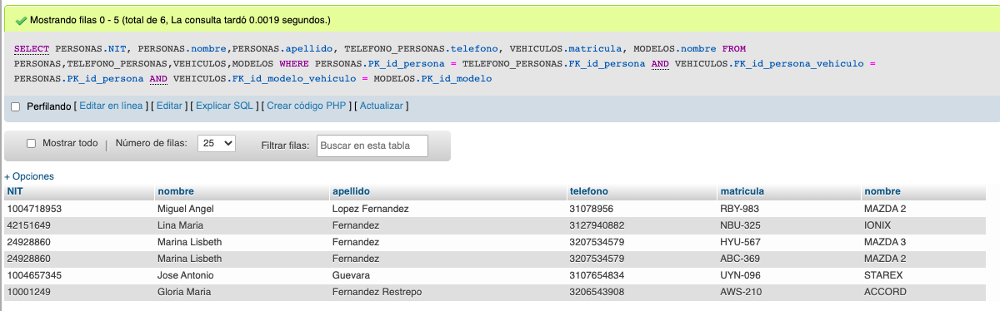 Mostrando filas 0 - 5 (total de 6, La consulta tardó 0.0019 segundos.)
SELECT PERSONAS.NIT, PERSONAS.nombre,PERSONAS.apellido, TELEFONO_PERSONAS.telefono, VEHICULOS.matricula, MODELOS.nombre FROM
PERSONAS,TELEFONO_PERSONAS,VEHICULOS,MODELOS WHERE PERSONAS.PK_id_persona = TELEFONO_PERSONAS.FK_id_persona AND VEHICULOS.FK_id_persona_vehiculo =
PERSONAS.PK_id_persona AND VEHICULOS.FK_id_modelo_vehiculo = MODELOS.PK_id_modelo
Perfilando [ Editar en línea ] [ Editar ] [ Explicar SQL ] [ Crear código PHP ] [ Actualizar ]
Mostrar todo | Número de filas: 25 Filtrar filas: Buscar en esta tabla
+ Opciones
NIT nombre apellido telefono matricula nombre
1004718953 Miguel Angel Lopez Fernandez 31078956 RBY-983 MAZDA 2
42151649 Lina Maria Fernandez 3127940882 NBU-325 IONIX
24928860 Marina Lisbeth Fernandez 3207534579 HYU-567 MAZDA 3
24928860 Marina Lisbeth Fernandez 3207534579 ABC-369 MAZDA 2
1004657345 Jose Antonio Guevara 3107654834 UYN-096 STAREX
10001249 Gloria Maria Fernandez Restrepo 3206543908 AWS-210 ACCORD